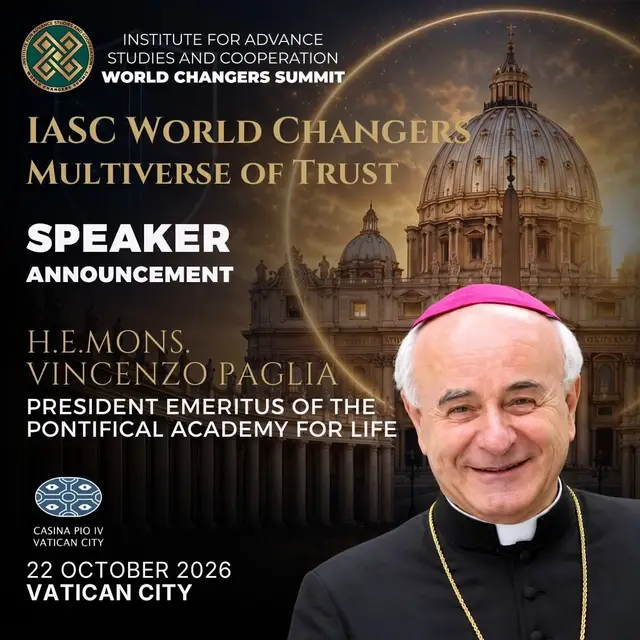 INSTITUTE FOR ADVANCE
STUDIES AND COOPERATION
WORLD CHANGERS SUMMIT
IASC WORLD CHANGERS
MULTIVERSE OF TRUST
SPEAKER
ANNOUNCEMENT
H.E.MONS.
VINCENZO PAGLIA
PRESIDENT EMERITUS OF THE
PONTIFICAL ACADEMY FOR LIFE
CASINA PIO IV
VATICAN CITY
22 OCTOBER 2026
VATICAN CITY